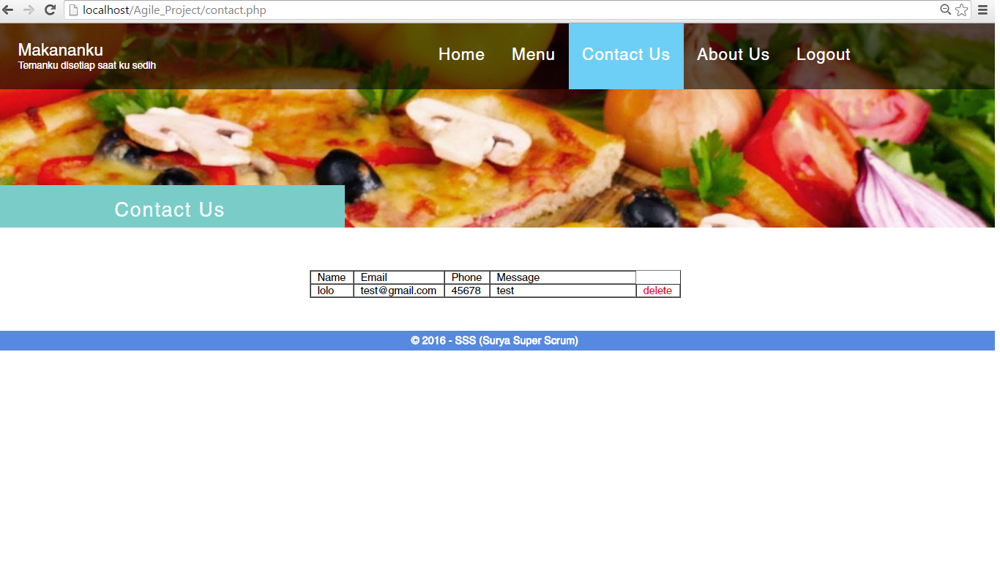 localhost/Agile_Project/contact.php
Makananku
Temanku disetiap saat ku sedih
Home Menu Contact Us About Us Logout
Contact Us
Name Email Phone Message
lolo test@gmail.com 45678 test delete
© 2016 - SSS (Surya Super Scrum)